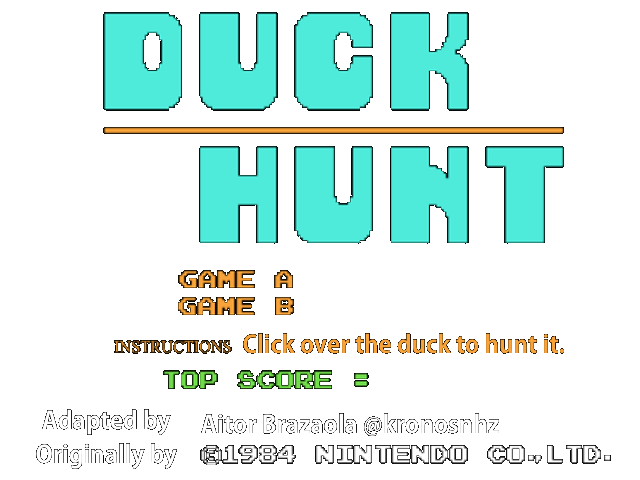 DUCK
HUNT
GAME A
GAME B
INSTRUCTIONS Click over the duck to hunt it.
TOP SCORE =
Adapted by Aitor Brazaola @kronosnhz
Originally by ©1984 NINTENDO CO.,LTD.